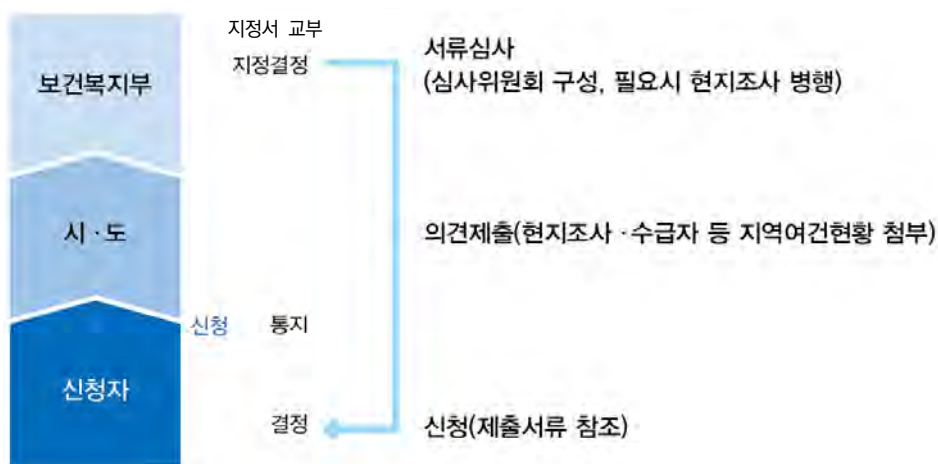 지정서 교부
지정결정
보건복지부
서류심사
(심사위원회 구성, 필요시 현지조사 병행)
시·도
의견제출(현지조사·수급자 등 지역여건현황 첨부)
신청
통지
신청자
결정
신청(제출서류 참조)